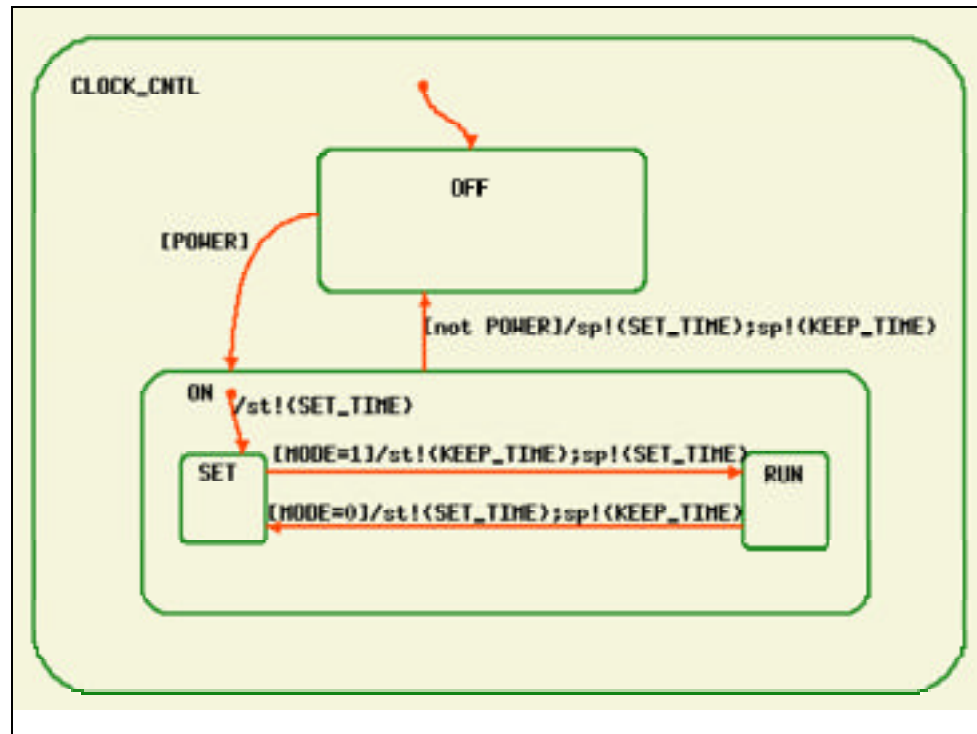 CLOCK_CNTL
OFF
[POWER]
[not POWER]/sp!(SET_TIME);sp!(KEEP_TIME)
ON
/st!(SET_TIME)
[MODE=1]/st!(KEEP_TIME);sp!(SET_TIME)
SET
RUN
[MODE=0]/st!(SET_TIME);sp!(KEEP_TIME)